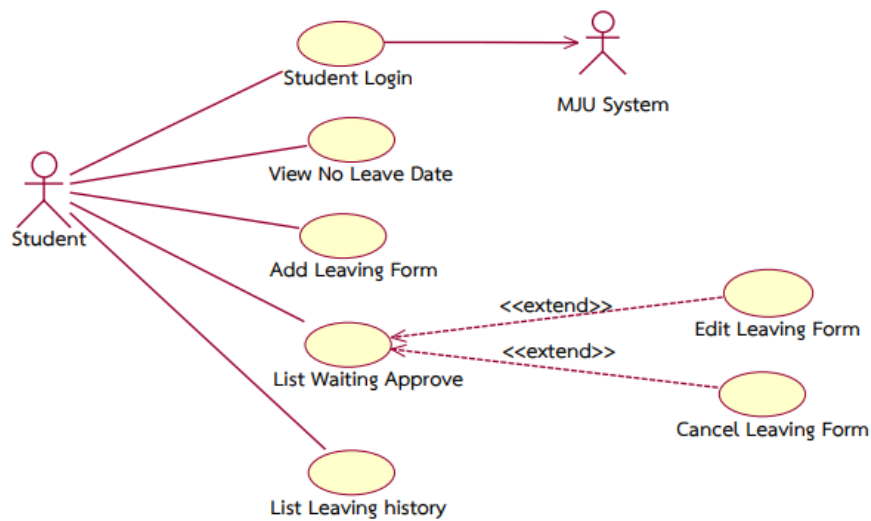 Student Login
MJU System
View No Leave Date
Student
Add Leaving Form
<<extend>>
Edit Leaving Form
<<extend>>
List Waiting Approve
Cancel Leaving Form
List Leaving history